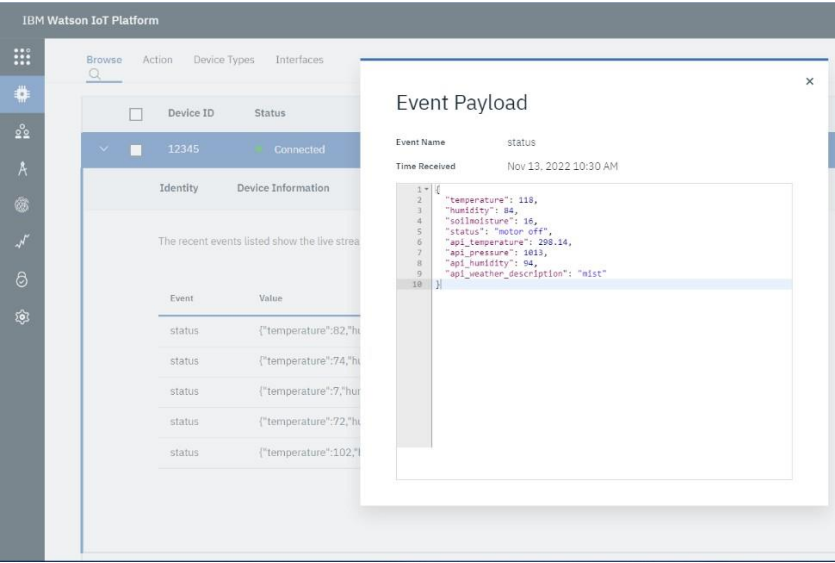 IBM Watson IoT Platform
Browse Action Device Types Interfaces
Device ID Status
12345 Connected
Identity Device Information
The recent events listed show the live strea
Event Value
status {"temperature":82,"hu
status {"temperature":74,"hu
status {"temperature":7,"hur
status {"temperature":72,"hu
status {"temperature":102,"
×
Event Payload
Event Name status
Time Received Nov 13, 2022 10:30 AM
1 {
2 "temperature": 118,
3 "humidity": 84,
4 "soilmoisture": 16,
5 "status": "motor off",
6 "api_temperature": 298.14,
7 "api_pressure": 1013,
8 "api_humidity": 94,
9 "api_weather_description": "mist"
10 }